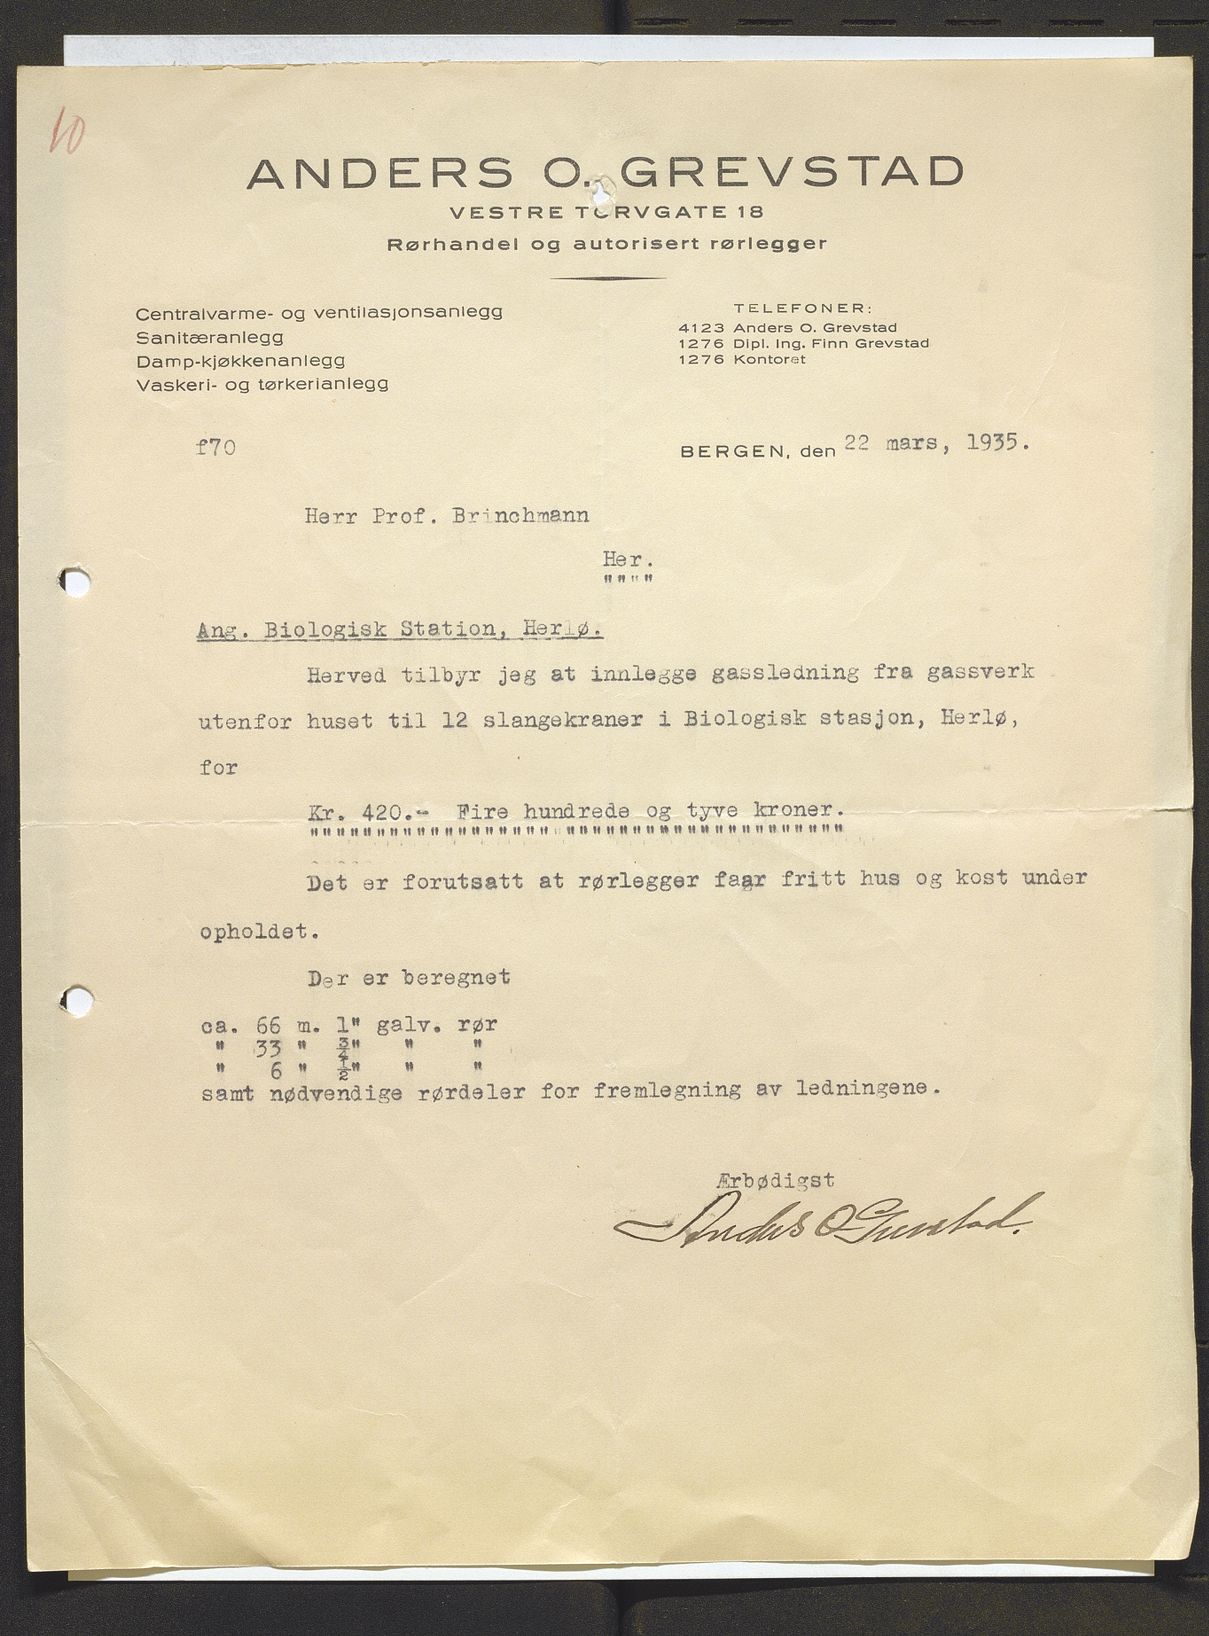 10
ANDERS O. GREVSTAD
VESTRE TORVGATE 18
Rørhandel og autorisert rørlegger
Centralvarme- og ventilasjonsanlegg
Sanitæranlegg
Damp-kjøkkenanlegg
Vaskeri- og tørkerianlegg
TELEFONER:
4123 Anders O. Grevstad
1276 Dipl. Ing. Finn Grevstad
1276 Kontoret
f70
BERGEN, den 22 mars, 1935.
Herr Prof. Brinchmann
Her.
""""
Ang. Biologisk Station, Herlø.
Herved tilbyr jeg at innlegge gassledning fra gassverk
utenfor huset til 12 slangekraner i Biologisk stasjon, Herlø,
for
Kr. 420.- Fire hundrede og tyve kroner.
""""""""""""""""""""""""""""""""""""""""
Det er forutsatt at rørlegger faar fritt hus og kost under
opholdet.
Der er beregnet
ca. 66 m. 1" galv. rør
" 33 " ¾" " "
" 6 " ½" " "
samt nødvendige rørdeler for fremlegning av ledningene.
Ærbødigst
Anders O Grevstad.